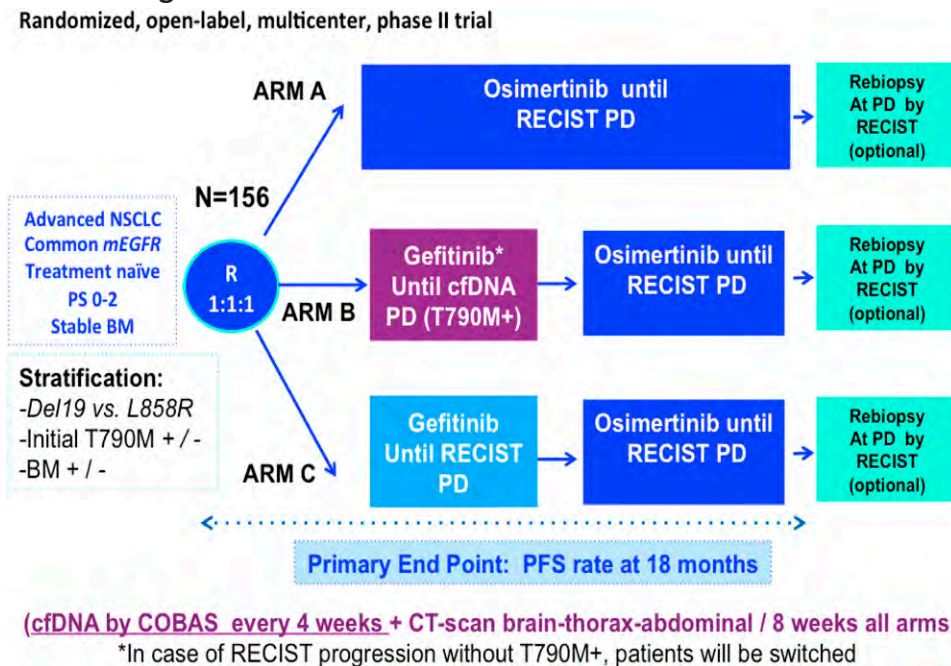 Randomized, open-label, multicenter, phase II trial
ARM A
Osimertinib until
RECIST PD
Rebiopsy
At PD by
RECIST
(optional)
N=156
Advanced NSCLC
Common mEGFR
Treatment naïve
PS 0-2
Stable BM
R
1:1:1
ARM B
Gefitinib*
Until cfDNA
PD (T790M+)
Osimertinib until
RECIST PD
Rebiopsy
At PD by
RECIST
(optional)
Stratification:
-Del19 vs. L858R
-Initial T790M + / -
-BM + / -
ARM C
Gefitinib
Until RECIST
PD
Osimertinib until
RECIST PD
Rebiopsy
At PD by
RECIST
(optional)
Primary End Point: PFS rate at 18 months
(cfDNA by COBAS every 4 weeks + CT-scan brain-thorax-abdominal / 8 weeks all arms
*In case of RECIST progression without T790M+, patients will be switched